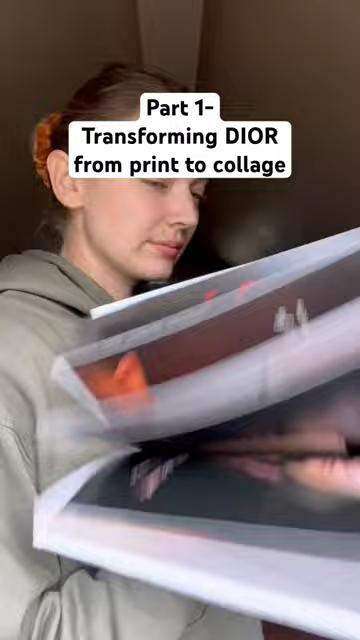 Part 1-
Transforming DIOR
from print to collage